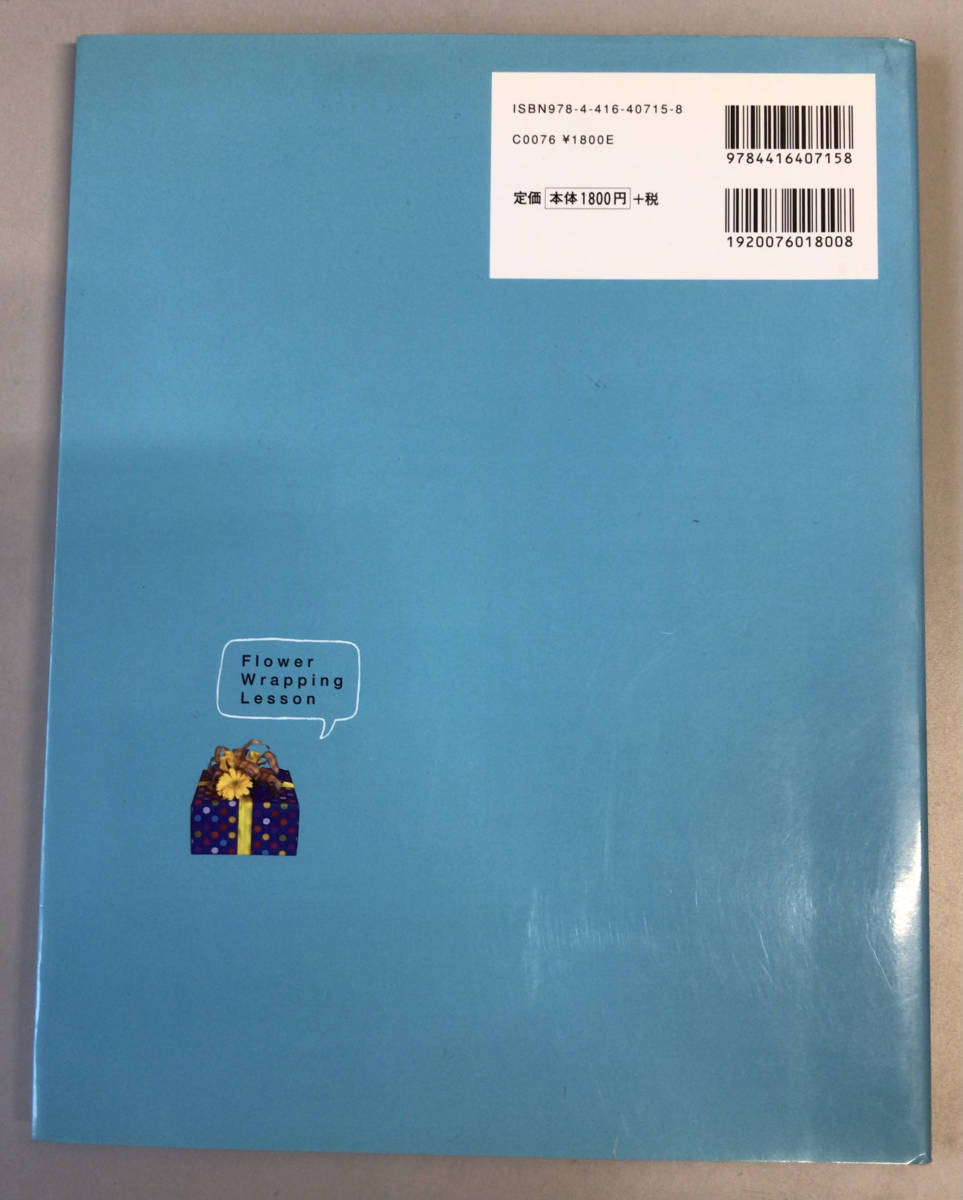 ISBN978-4-416-40715-8
C0076 ¥1800E
定価 本体1800円 +税
9784416407158
1920076018008
Flower
Wrapping
Lesson